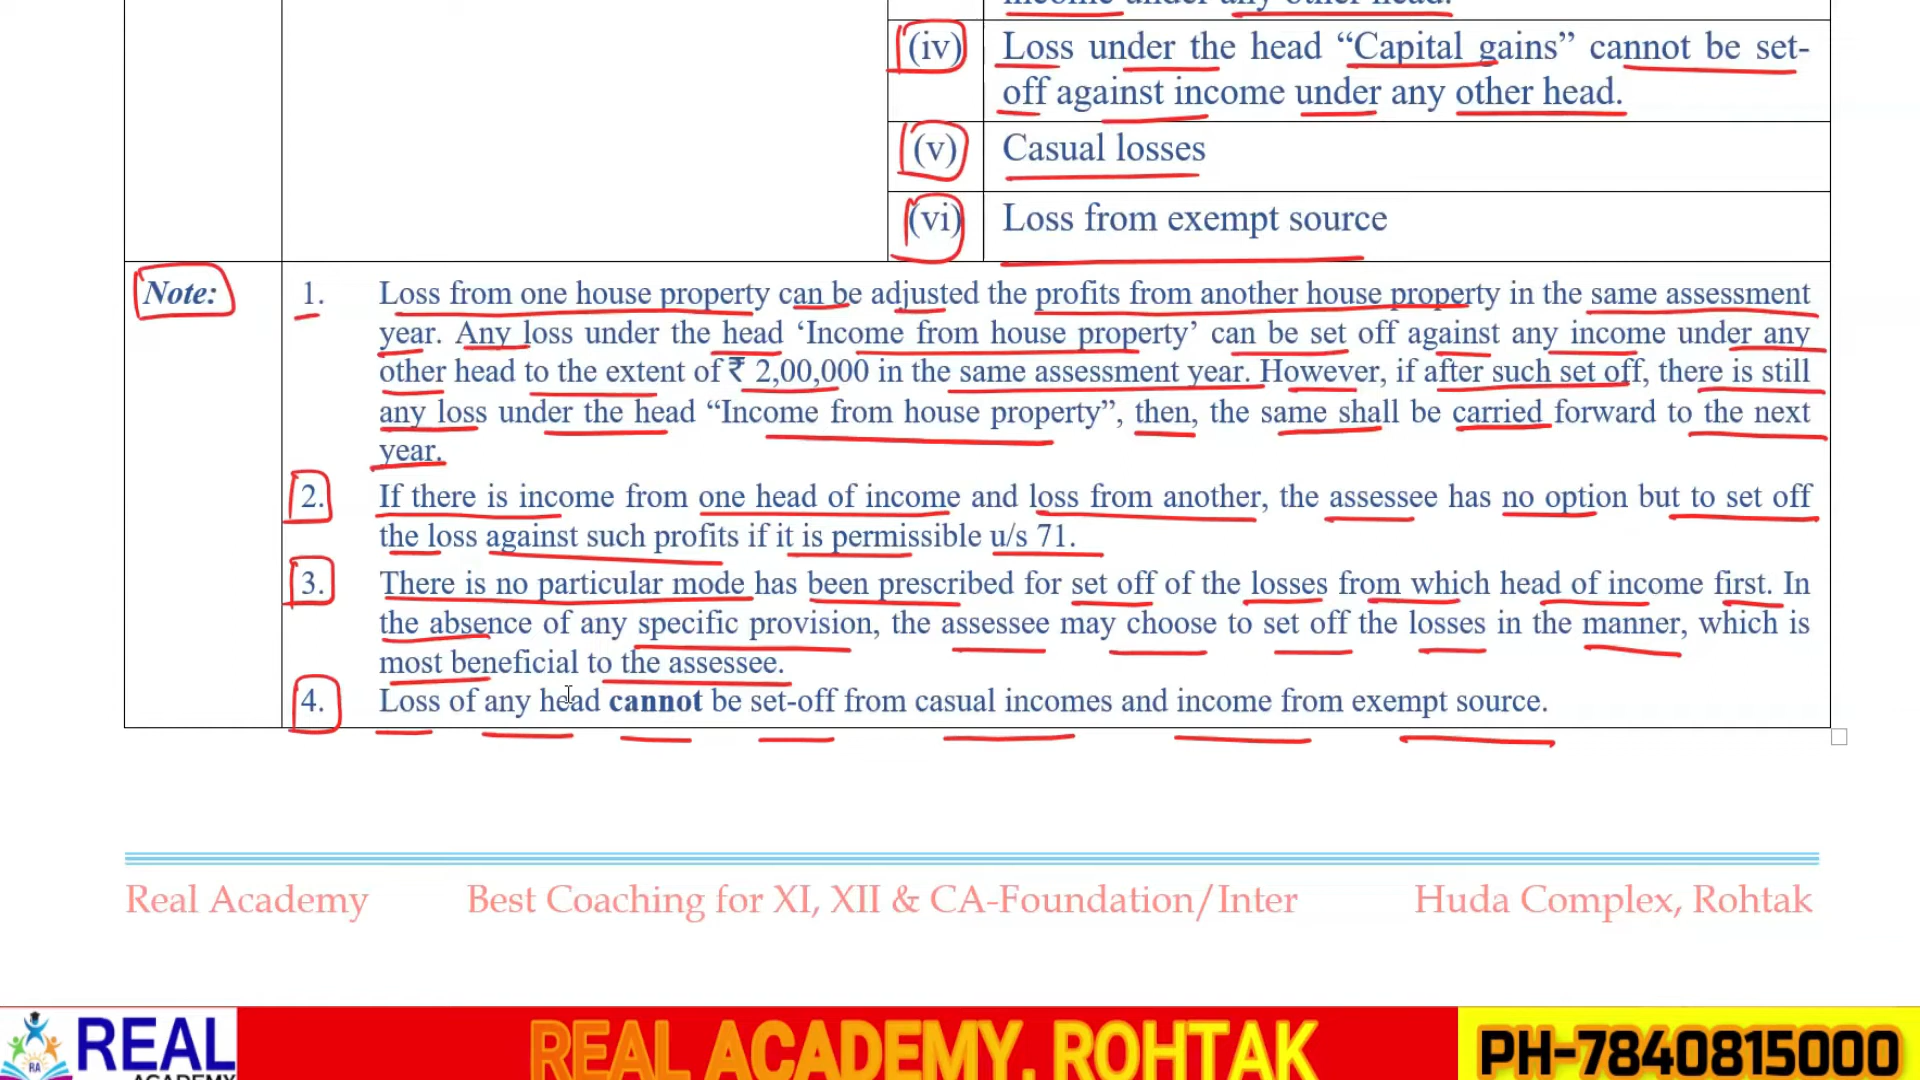 income under any other head.
(iv) Loss under the head “Capital gains” cannot be set-
off against income under any other head.
(v) Casual losses
(vi) Loss from exempt source
Note: 1. Loss from one house property can be adjusted the profits from another house property in the same assessment
year. Any loss under the head ‘Income from house property’ can be set off against any income under any
other head to the extent of ₹ 2,00,000 in the same assessment year. However, if after such set off, there is still
any loss under the head “Income from house property”, then, the same shall be carried forward to the next
year.
2. If there is income from one head of income and loss from another, the assessee has no option but to set off
the loss against such profits if it is permissible u/s 71.
3. There is no particular mode has been prescribed for set off of the losses from which head of income first. In
the absence of any specific provision, the assessee may choose to set off the losses in the manner, which is
most beneficial to the assessee.
4. Loss of any head cannot be set-off from casual incomes and income from exempt source.
Real Academy Best Coaching for XI, XII & CA-Foundation/Inter Huda Complex, Rohtak
RA REAL ACADEMY REAL ACADEMY, ROHTAK PH-7840815000